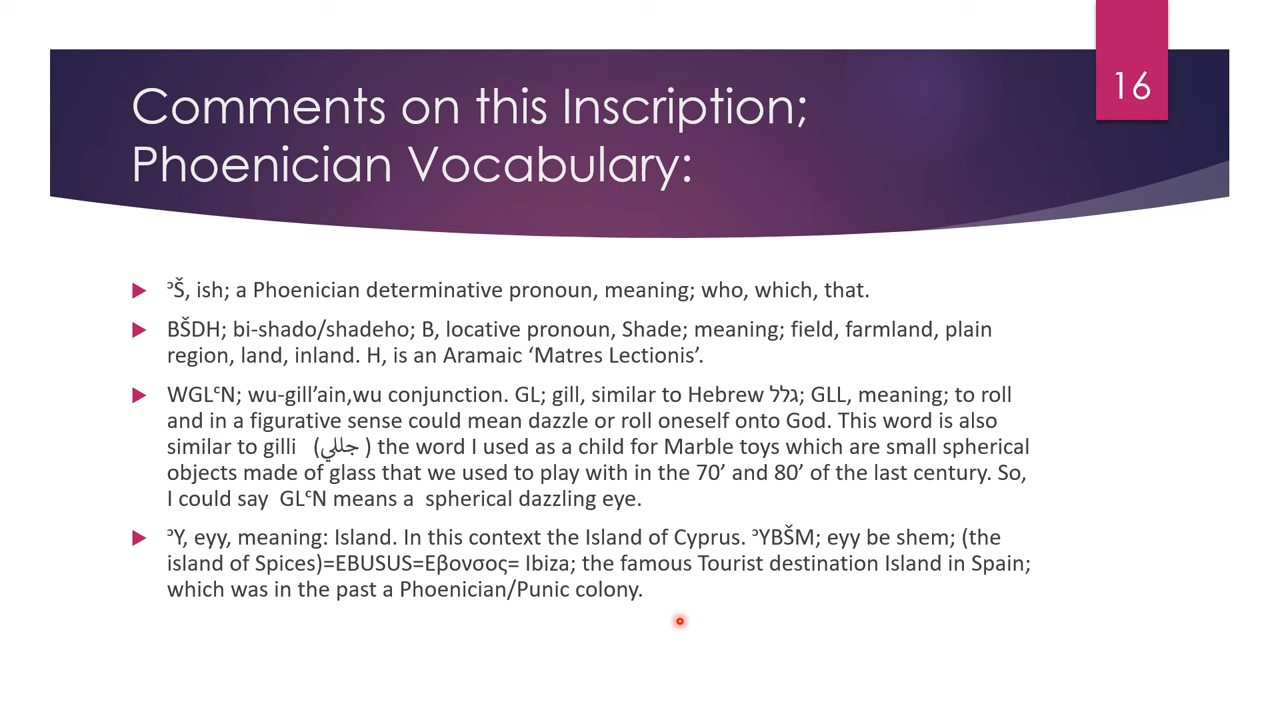 16
Comments on this Inscription;
Phoenician Vocabulary:
ᵓŠ, ish; a Phoenician determinative pronoun, meaning; who, which, that.
BŠDH; bi-shado/shadeho; B, locative pronoun, Shade; meaning; field, farmland, plain
region, land, inland. H, is an Aramaic ‘Matres Lectionis’.
WGLᶜN; wu-gill’ain,wu conjunction. GL; gill, similar to Hebrew גלל; GLL, meaning; to roll
and in a figurative sense could mean dazzle or roll oneself onto God. This word is also
similar to gilli (جللي ) the word I used as a child for Marble toys which are small spherical
objects made of glass that we used to play with in the 70’ and 80’ of the last century. So,
I could say GLᶜN means a spherical dazzling eye.
ᵓY, eyy, meaning: Island. In this context the Island of Cyprus. ᵓYBŠM; eyy be shem; (the
island of Spices)=EBUSUS=Εβονσος= Ibiza; the famous Tourist destination Island in Spain;
which was in the past a Phoenician/Punic colony.